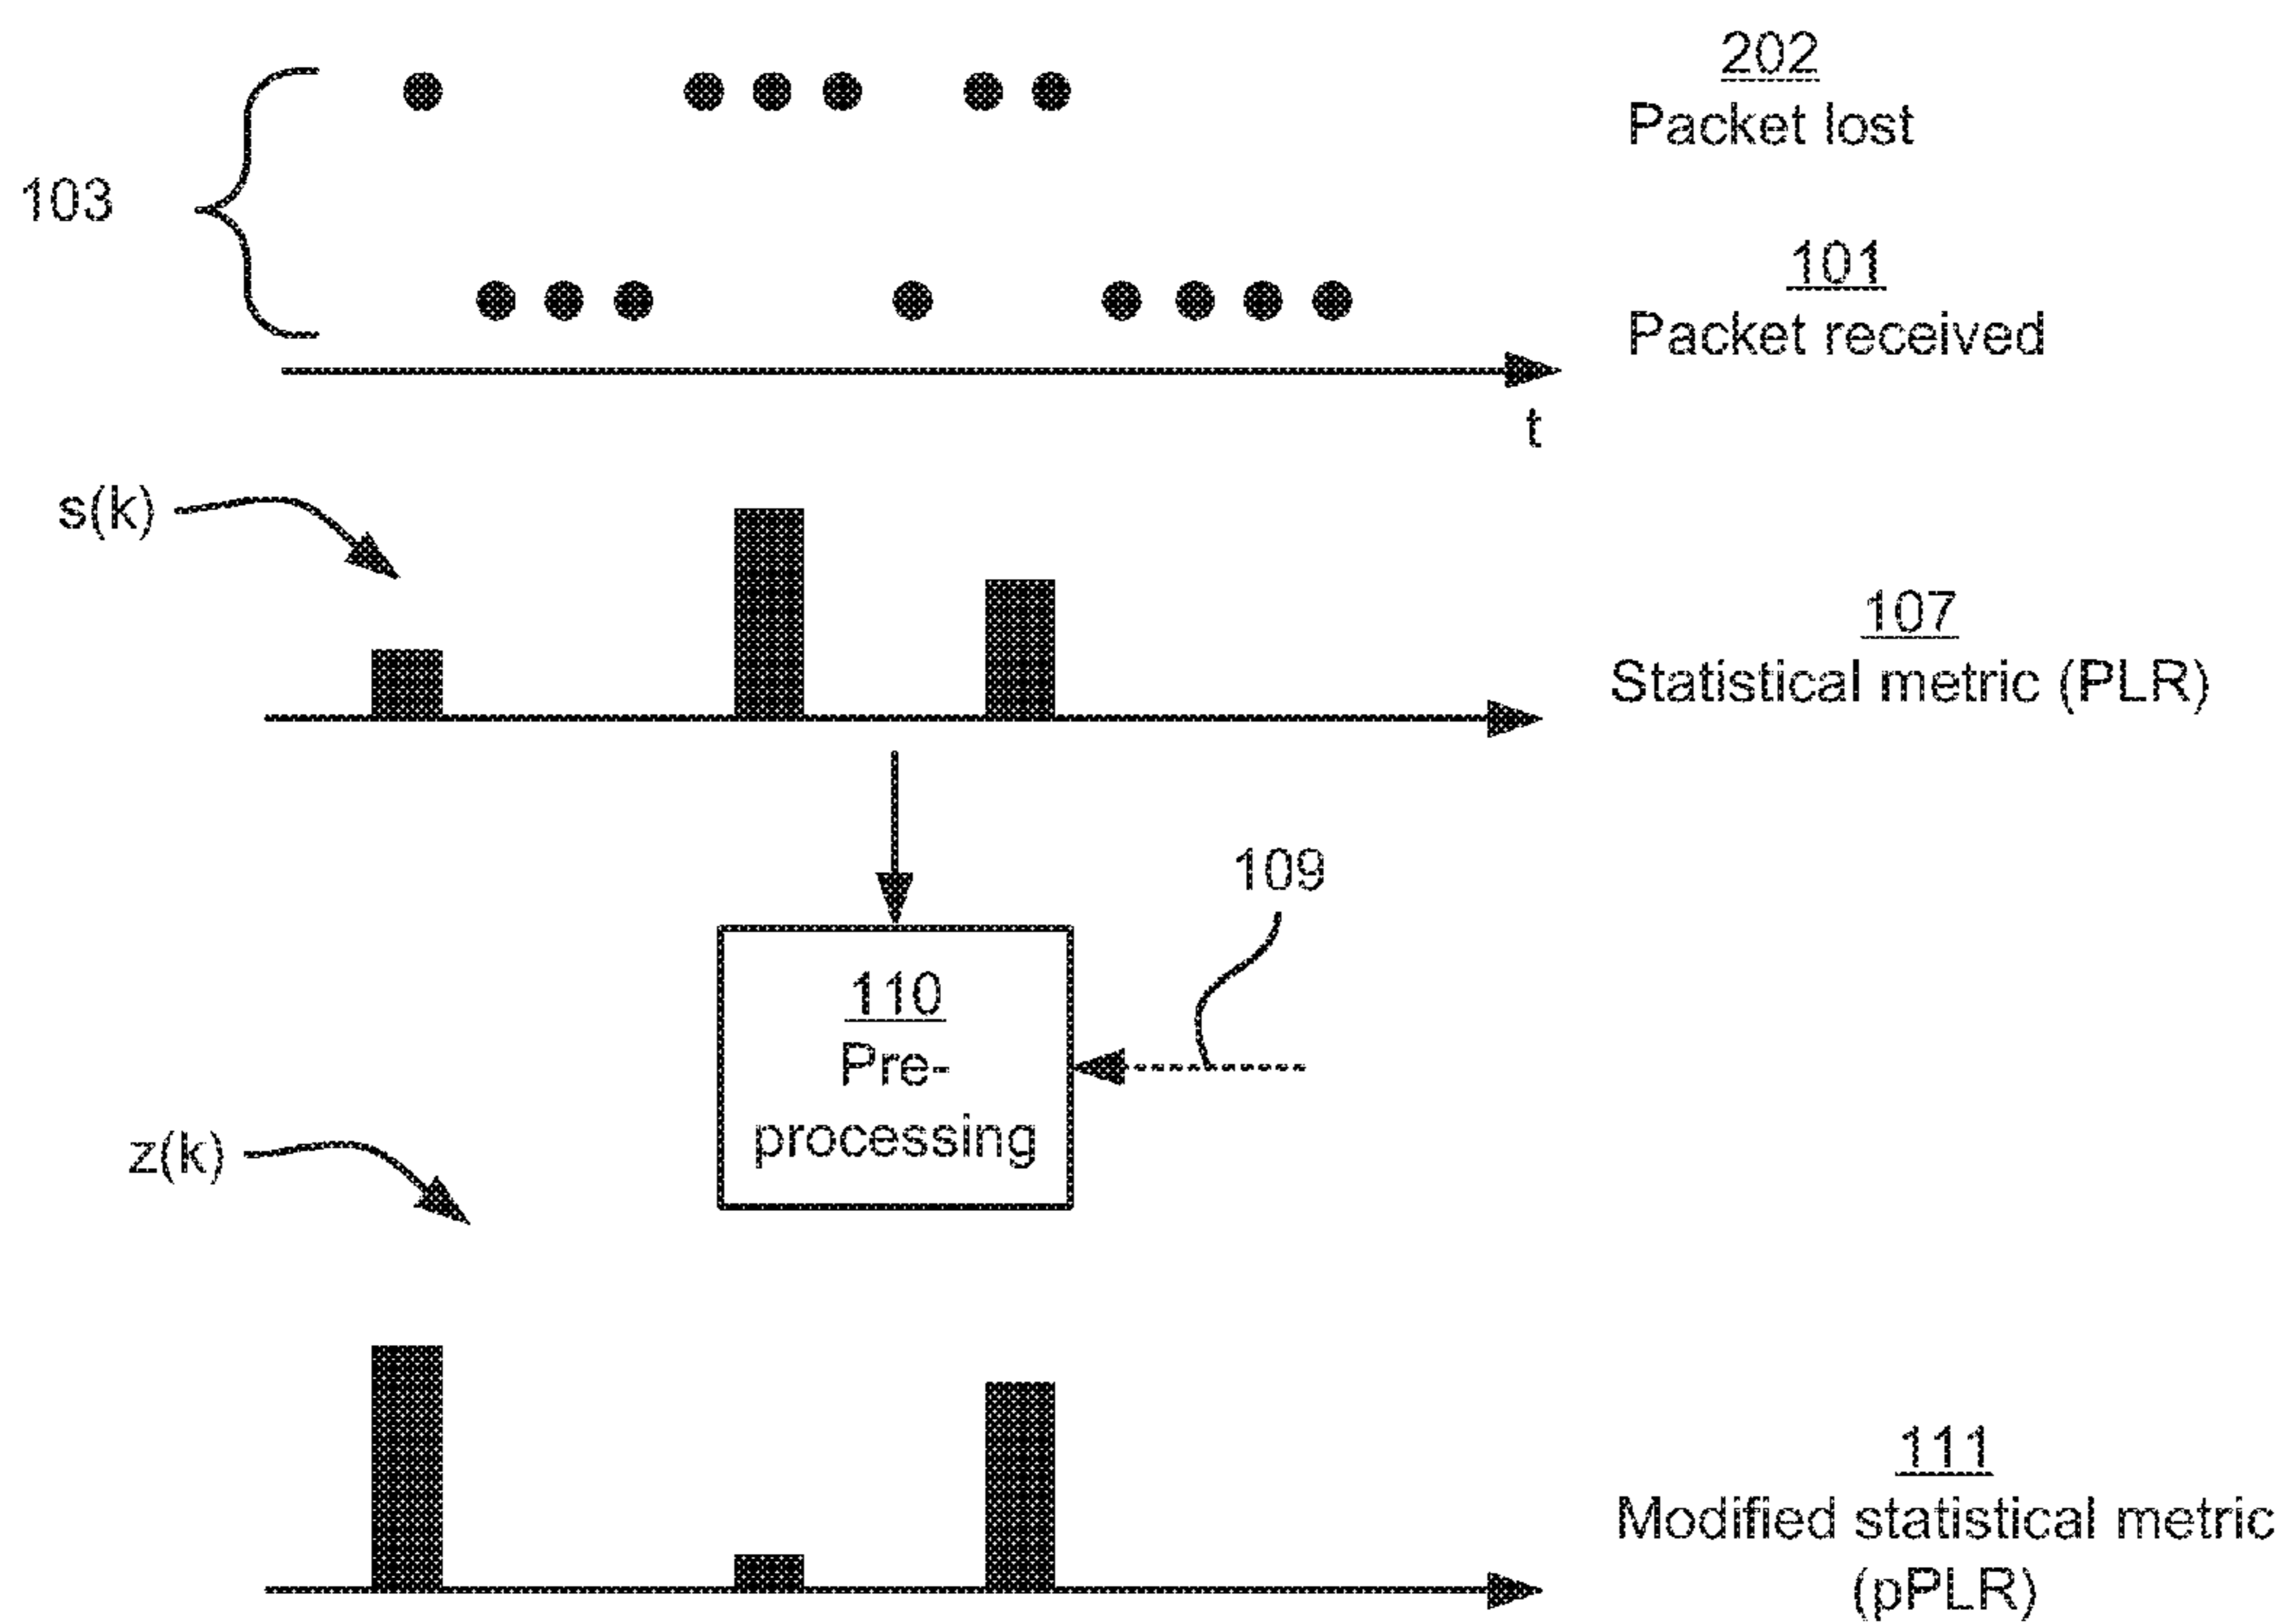 202
Packet lost
103
101
Packet received
t
s(k)
107
Statistical metric (PLR)
109
110
Pre-
processing
z(k)
111
Modified statistical metric
(pPLR)